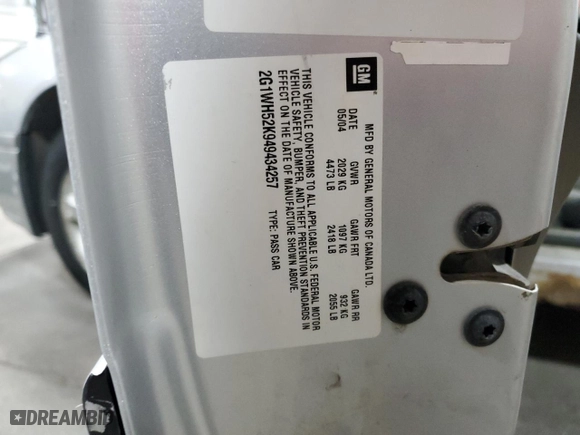 GM
MFD BY GENERAL MOTORS OF CANADA LTD.
DATE GVWR GAWR FRT GAWR RR
05/04 2029 KG 1097 KG 932 KG
4473 LB 2418 LB 2055 LB
THIS VEHICLE CONFORMS TO ALL APPLICABLE U.S. FEDERAL MOTOR
VEHICLE SAFETY, BUMPER, AND THEFT PREVENTION STANDARDS IN
EFFECT ON THE DATE OF MANUFACTURE SHOWN ABOVE.
2G1WH52K949434257 TYPE: PASS CAR
DREAMBID